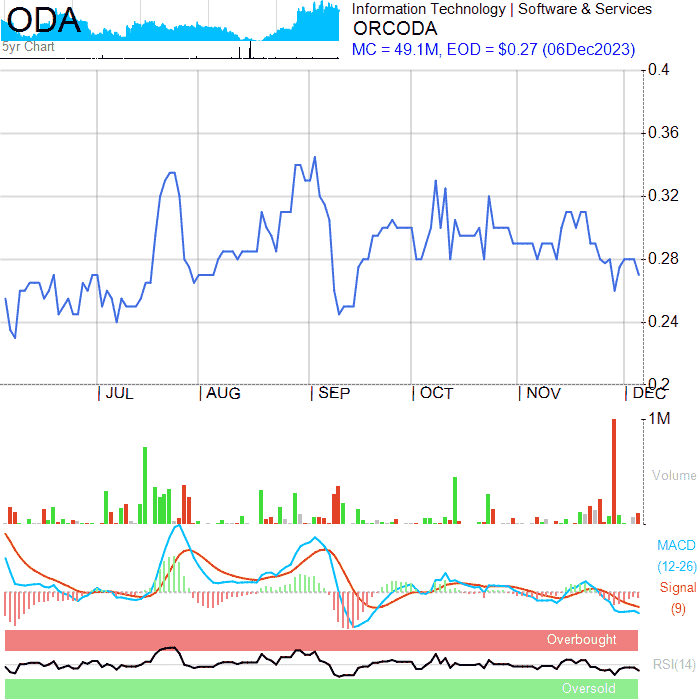 ODA
5yr Chart
Information Technology | Software & Services
ORCODA
MC = 49.1M, EOD = $0.27 (06Dec2023)
0.4
0.36
0.32
0.28
0.24
0.2
JUL AUG SEP OCT NOV DEC
1M
Volume
MACD
(12-26)
Signal
(9)
Overbought
RSI(14)
Oversold